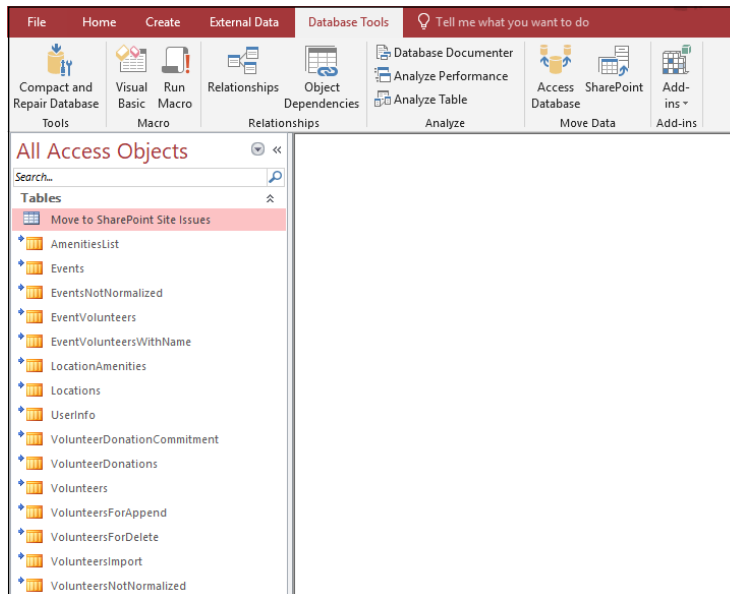 File Home Create External Data Database Tools Tell me what you want to do
Compact and Repair Database
Visual Basic
Run Macro
Relationships
Object Dependencies
Database Documenter
Analyze Performance
Analyze Table
Access Database
SharePoint
Add-ins
Tools Macro Relationships Analyze Move Data Add-ins
All Access Objects
Search...
Tables
Move to SharePoint Site Issues
AmenitiesList
Events
EventsNotNormalized
EventVolunteers
EventVolunteersWithName
LocationAmenities
Locations
UserInfo
VolunteerDonationCommitment
VolunteerDonations
Volunteers
VolunteersForAppend
VolunteersForDelete
VolunteersImport
VolunteersNotNormalized